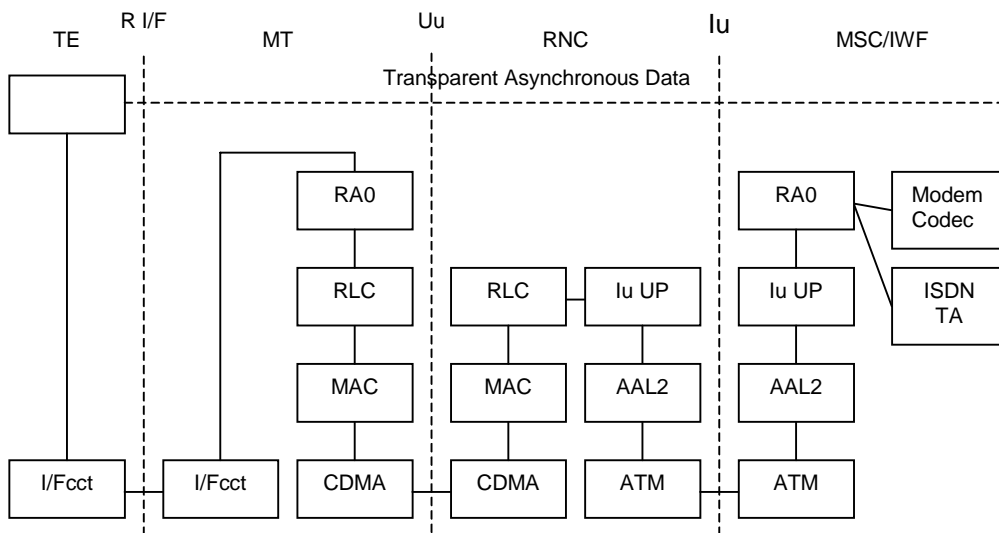 R I/F Uu Iu
TE MT RNC MSC/IWF
Transparent Asynchronous Data
RA0 RA0 Modem
Codec
RLC RLC Iu UP Iu UP ISDN
TA
MAC MAC AAL2 AAL2
I/Fcct I/Fcct CDMA CDMA ATM ATM